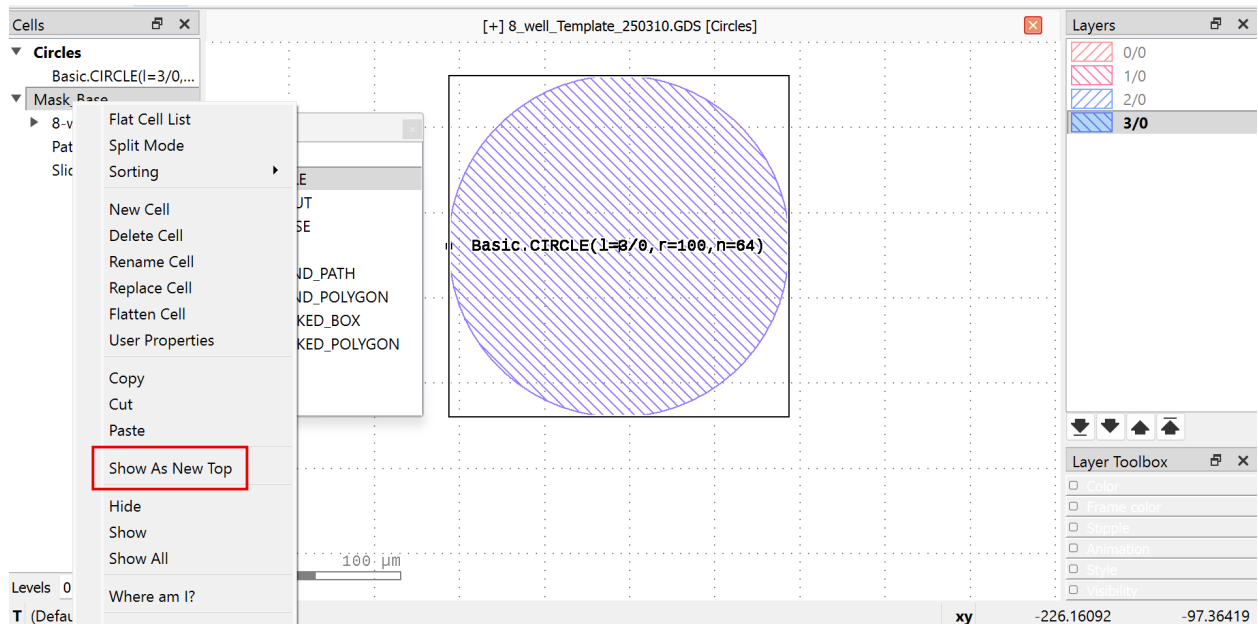 Cells
[+] 8_well_Template_250310.GDS [Circles]
Layers
Circles
Basic.CIRCLE(l=3/0,...
Mask_Base
8-w
Pat
Slic
Flat Cell List
Split Mode
Sorting
New Cell
Delete Cell
Rename Cell
Replace Cell
Flatten Cell
User Properties
Copy
Cut
Paste
Show As New Top
Hide
Show
Show All
Where am I?
LE
UT
SE
ND_PATH
ND_POLYGON
KED_BOX
KED_POLYGON
Basic.CIRCLE(l=3/0,r=100,n=64)
100 µm
0/0
1/0
2/0
3/0
Layer Toolbox
Color
Frame color
Stipple
Animation
Style
Visibility
Levels 0
T (Defau
xy -226.16092 -97.36419